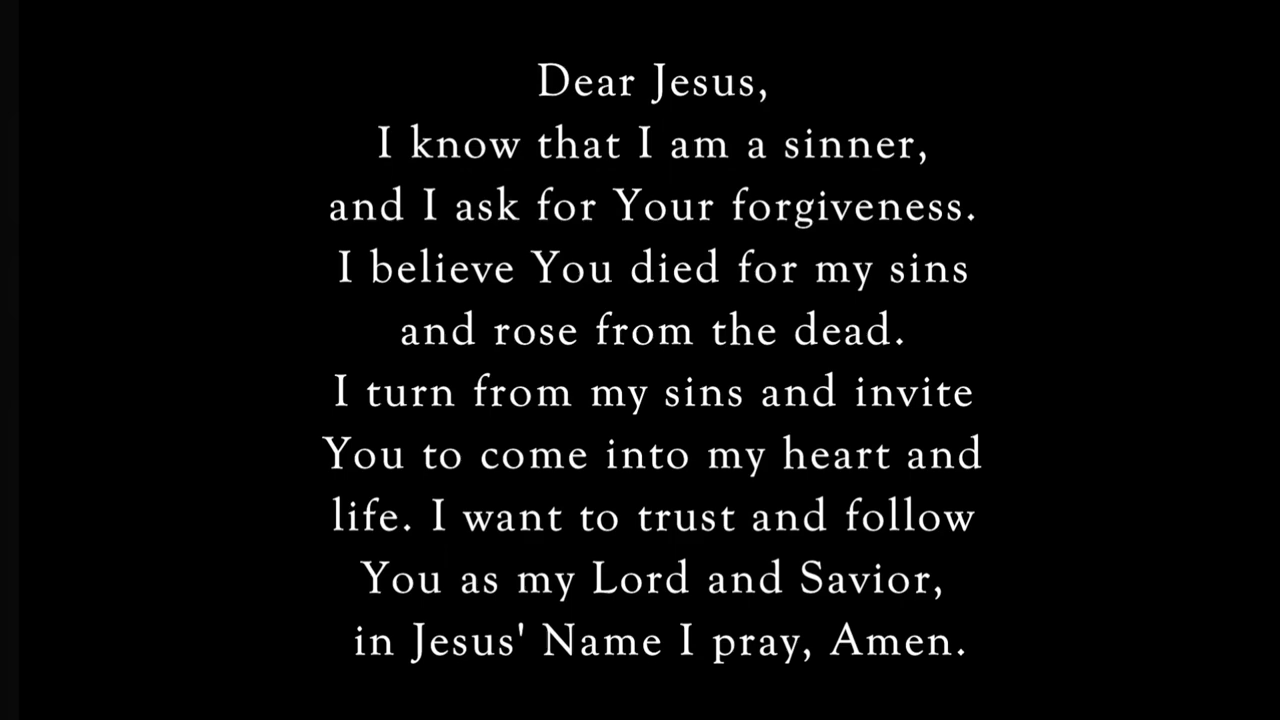 Dear Jesus,
I know that I am a sinner,
and I ask for Your forgiveness.
I believe You died for my sins
and rose from the dead.
I turn from my sins and invite
You to come into my heart and
life. I want to trust and follow
You as my Lord and Savior,
in Jesus' Name I pray, Amen.